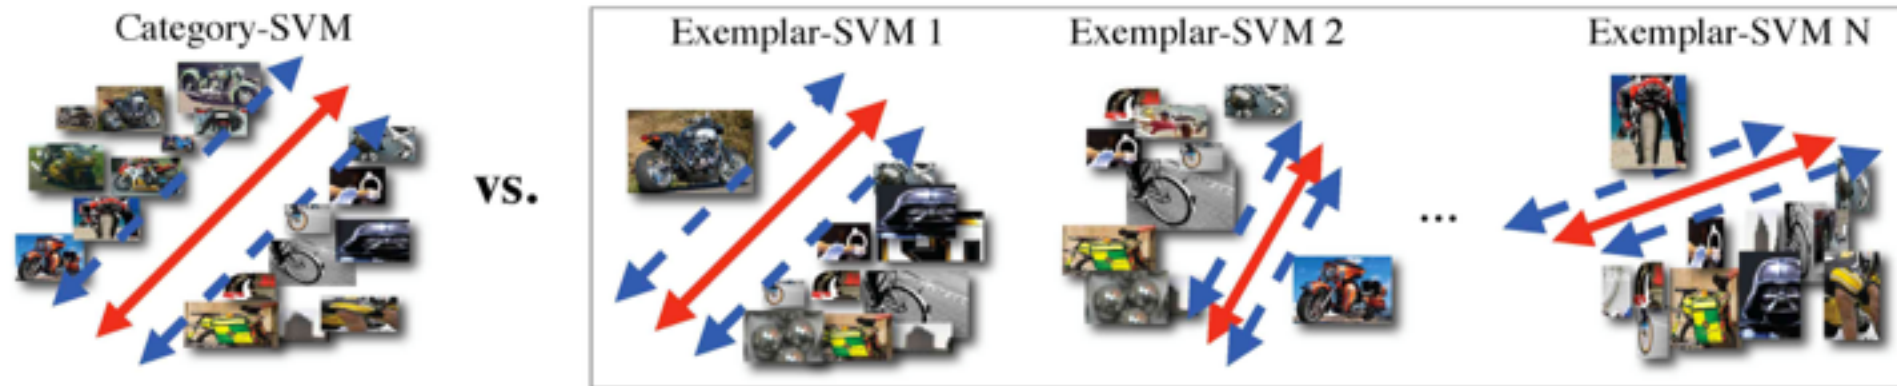 Category-SVM
vs.
Exemplar-SVM 1
Exemplar-SVM 2
...
Exemplar-SVM N